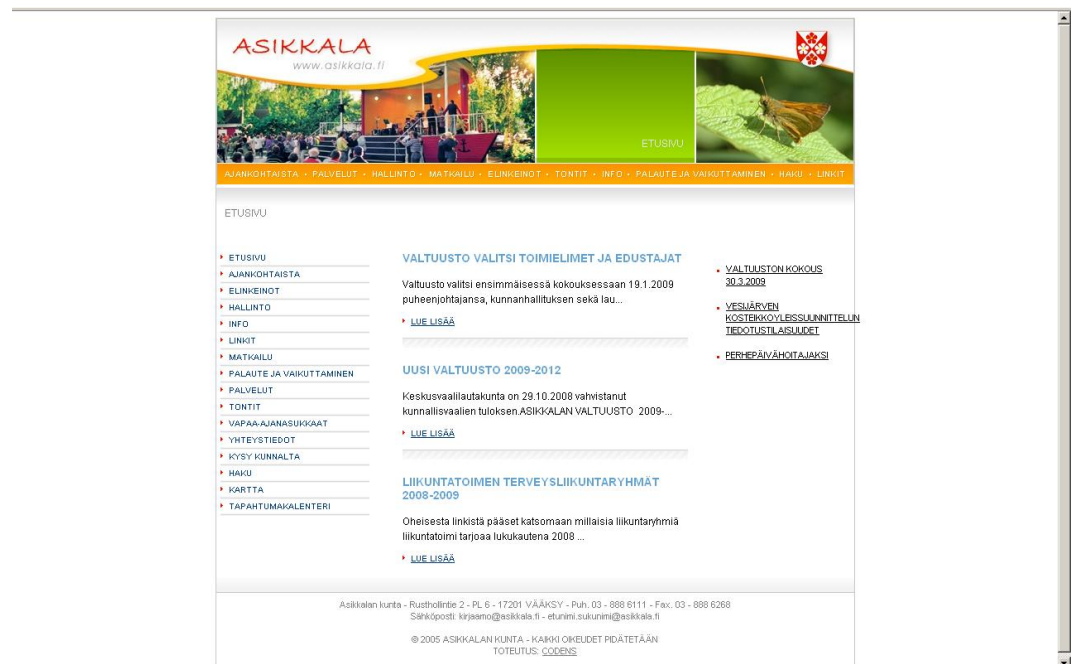 ASIKKALA
www.asikkala.fi
ETUSIVU
AJANKOHTAISTA • PALVELUT • HALLINTO • MATKAILU • ELINKEINOT • TONTIT • INFO • PALAUTE JA VAIKUTTAMINEN • HAKU • LINKIT
ETUSIVU
ETUSIVU
AJANKOHTAISTA
ELINKEINOT
HALLINTO
INFO
LINKIT
MATKAILU
PALAUTE JA VAIKUTTAMINEN
PALVELUT
TONTIT
VAPAA-AJANASUKKAAT
YHTEYSTIEDOT
KYSY KUNNALTA
HAKU
KARTTA
TAPAHTUMAKALENTERI
VALTUUSTO VALITSI TOIMIELIMET JA EDUSTAJAT
Valtuusto valitsi ensimmäisessä kokouksessaan 19.1.2009
puheenjohtajansa, kunnanhallituksen sekä lau...
LUE LISÄÄ
UUSI VALTUUSTO 2009-2012
Keskusvaalilautakunta on 29.10.2008 vahvistanut
kunnallisvaalien tuloksen.ASIKKALAN VALTUUSTO 2009-...
LUE LISÄÄ
LIIKUNTATOIMEN TERVEYSLIIKUNTARYHMÄT
2008-2009
Oheisesta linkistä pääset katsomaan millaisia liikuntaryhmiä
liikuntatoimi tarjoaa lukukautena 2008 ...
LUE LISÄÄ
VALTUUSTON KOKOUS
30.3.2009
VESIJÄRVEN
KOSTEIKKOYLEISSUUNNITTELUN
TIEDOTUSTILAISUUDET
PERHEPÄIVÄHOITAJAKSI
Asikkalan kunta - Rusthollintie 2 - PL 6 - 17201 VÄÄKSY - Puh. 03 - 888 6111 - Fax. 03 - 888 6268
Sähköposti: kirjaamo@asikkala.fi - etunimi.sukunimi@asikkala.fi
© 2005 ASIKKALAN KUNTA - KAIKKI OIKEUDET PIDÄTETÄÄN
TOTEUTUS: CODENS